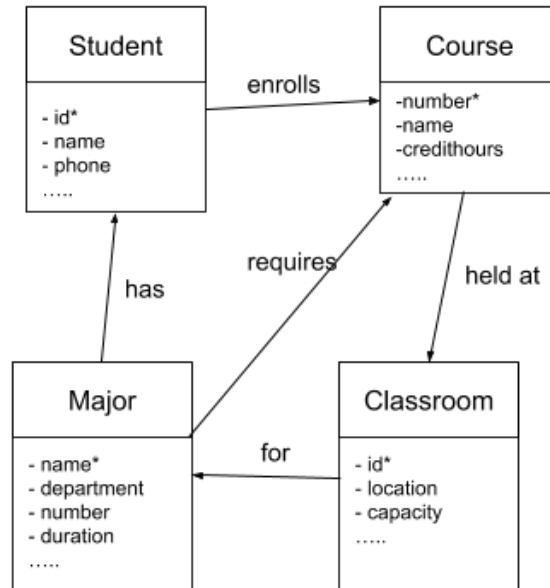 Student
- id*
- name
- phone
.....
enrolls
Course
-number*
-name
-credithours
.....
has
requires
held at
Major
- name*
- department
- number
- duration
.....
for
Classroom
- id*
- location
- capacity
.....